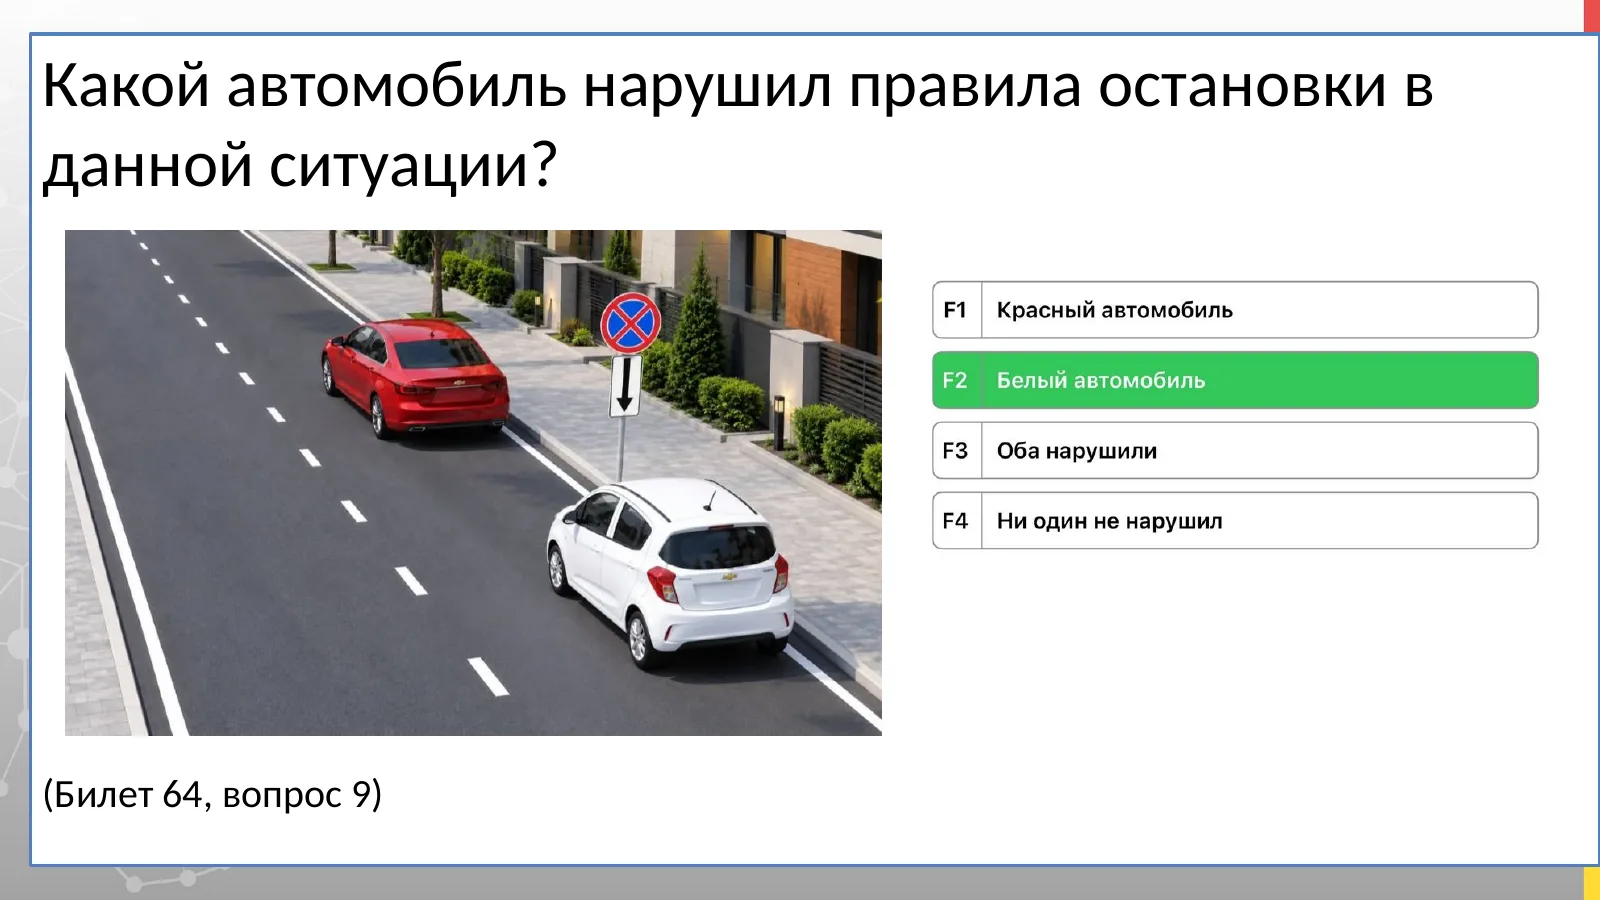 Какой автомобиль нарушил правила остановки в
данной ситуации?
F1 Красный автомобиль
F2 Белый автомобиль
F3 Оба нарушили
F4 Ни один не нарушил
(Билет 64, вопрос 9)